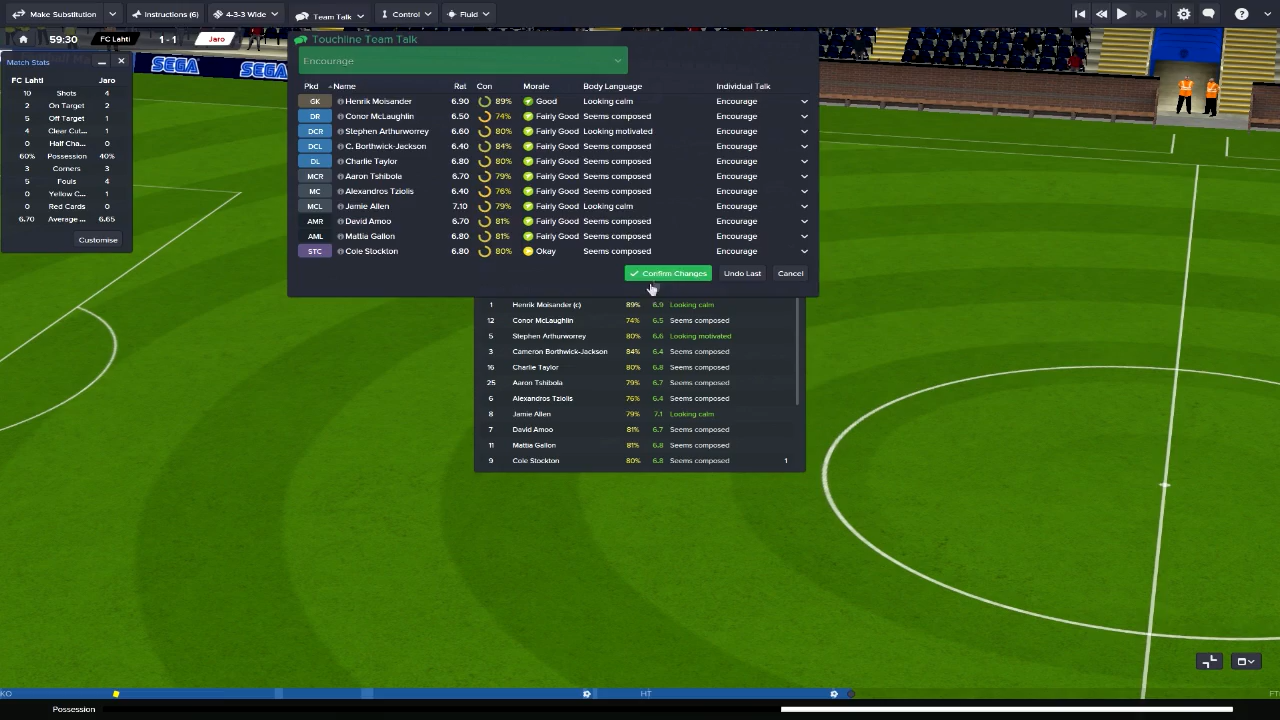 Make Substitution Instructions (6) 4-3-3 Wide Team Talk Control Fluid
59:30 FC Lahti 1 - 1 Jaro
SEGA
Match Stats
FC Lahti Jaro
10 Shots 4
2 On Target 2
5 Off Target 1
4 Clear Cut... 1
0 Half Cha... 0
60% Possession 40%
3 Corners 3
5 Fouls 4
0 Yellow C... 1
0 Red Cards 0
6.70 Average ... 6.65
Customise
Touchline Team Talk
Encourage
Pkd Name Rat Con Morale Body Language Individual Talk
GK Henrik Moisander 6.90 89% Good Looking calm Encourage
DR Conor McLaughlin 6.50 74% Fairly Good Seems composed Encourage
DCR Stephen Arthurworrey 6.60 80% Fairly Good Looking motivated Encourage
DCL C. Borthwick-Jackson 6.40 84% Fairly Good Seems composed Encourage
DL Charlie Taylor 6.80 80% Fairly Good Seems composed Encourage
MCR Aaron Tshibola 6.70 79% Fairly Good Seems composed Encourage
MC Alexandros Tziolis 6.40 76% Fairly Good Seems composed Encourage
MCL Jamie Allen 7.10 79% Fairly Good Looking calm Encourage
AMR David Amoo 6.70 81% Fairly Good Seems composed Encourage
AML Mattia Gallon 6.80 81% Fairly Good Seems composed Encourage
STC Cole Stockton 6.80 80% Okay Seems composed Encourage
Confirm Changes Undo Last Cancel
1 Henrik Moisander (c) 89% 6.9 Looking calm
12 Conor McLaughlin 74% 6.5 Seems composed
5 Stephen Arthurworrey 80% 6.6 Looking motivated
3 Cameron Borthwick-Jackson 84% 6.4 Seems composed
16 Charlie Taylor 80% 6.8 Seems composed
25 Aaron Tshibola 79% 6.7 Seems composed
6 Alexandros Tziolis 76% 6.4 Seems composed
8 Jamie Allen 79% 7.1 Looking calm
7 David Amoo 81% 6.7 Seems composed
11 Mattia Gallon 81% 6.8 Seems composed
9 Cole Stockton 80% 6.8 Seems composed 1
KO HT FT
Possession